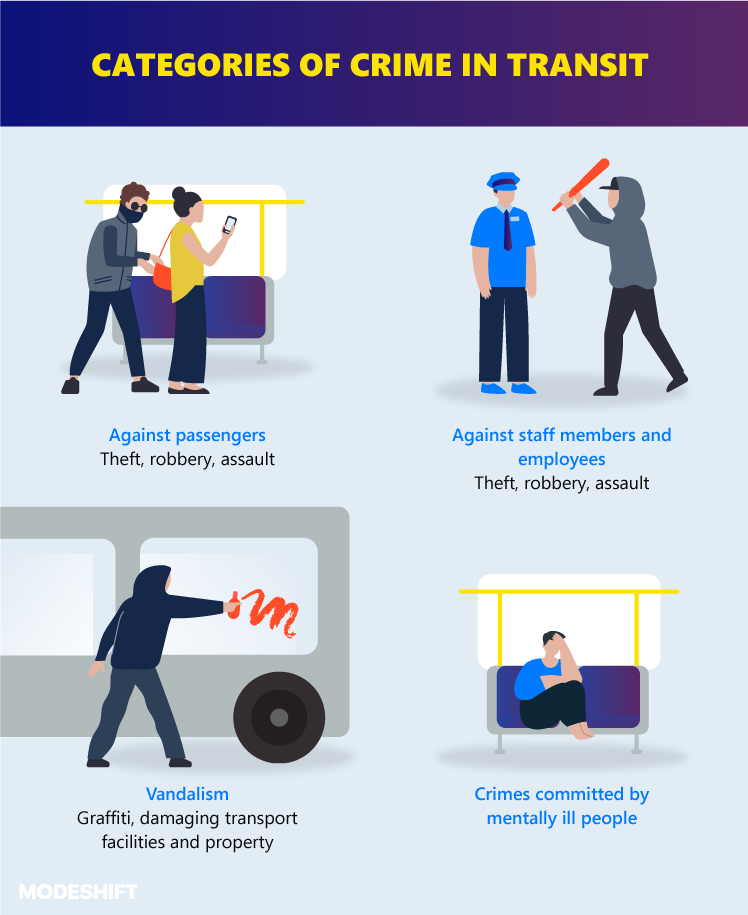 CATEGORIES OF CRIME IN TRANSIT
Against passengers
Theft, robbery, assault
Against staff members and
employees
Theft, robbery, assault
Vandalism
Graffiti, damaging transport
facilities and property
Crimes committed by
mentally ill people
MODESHIFT